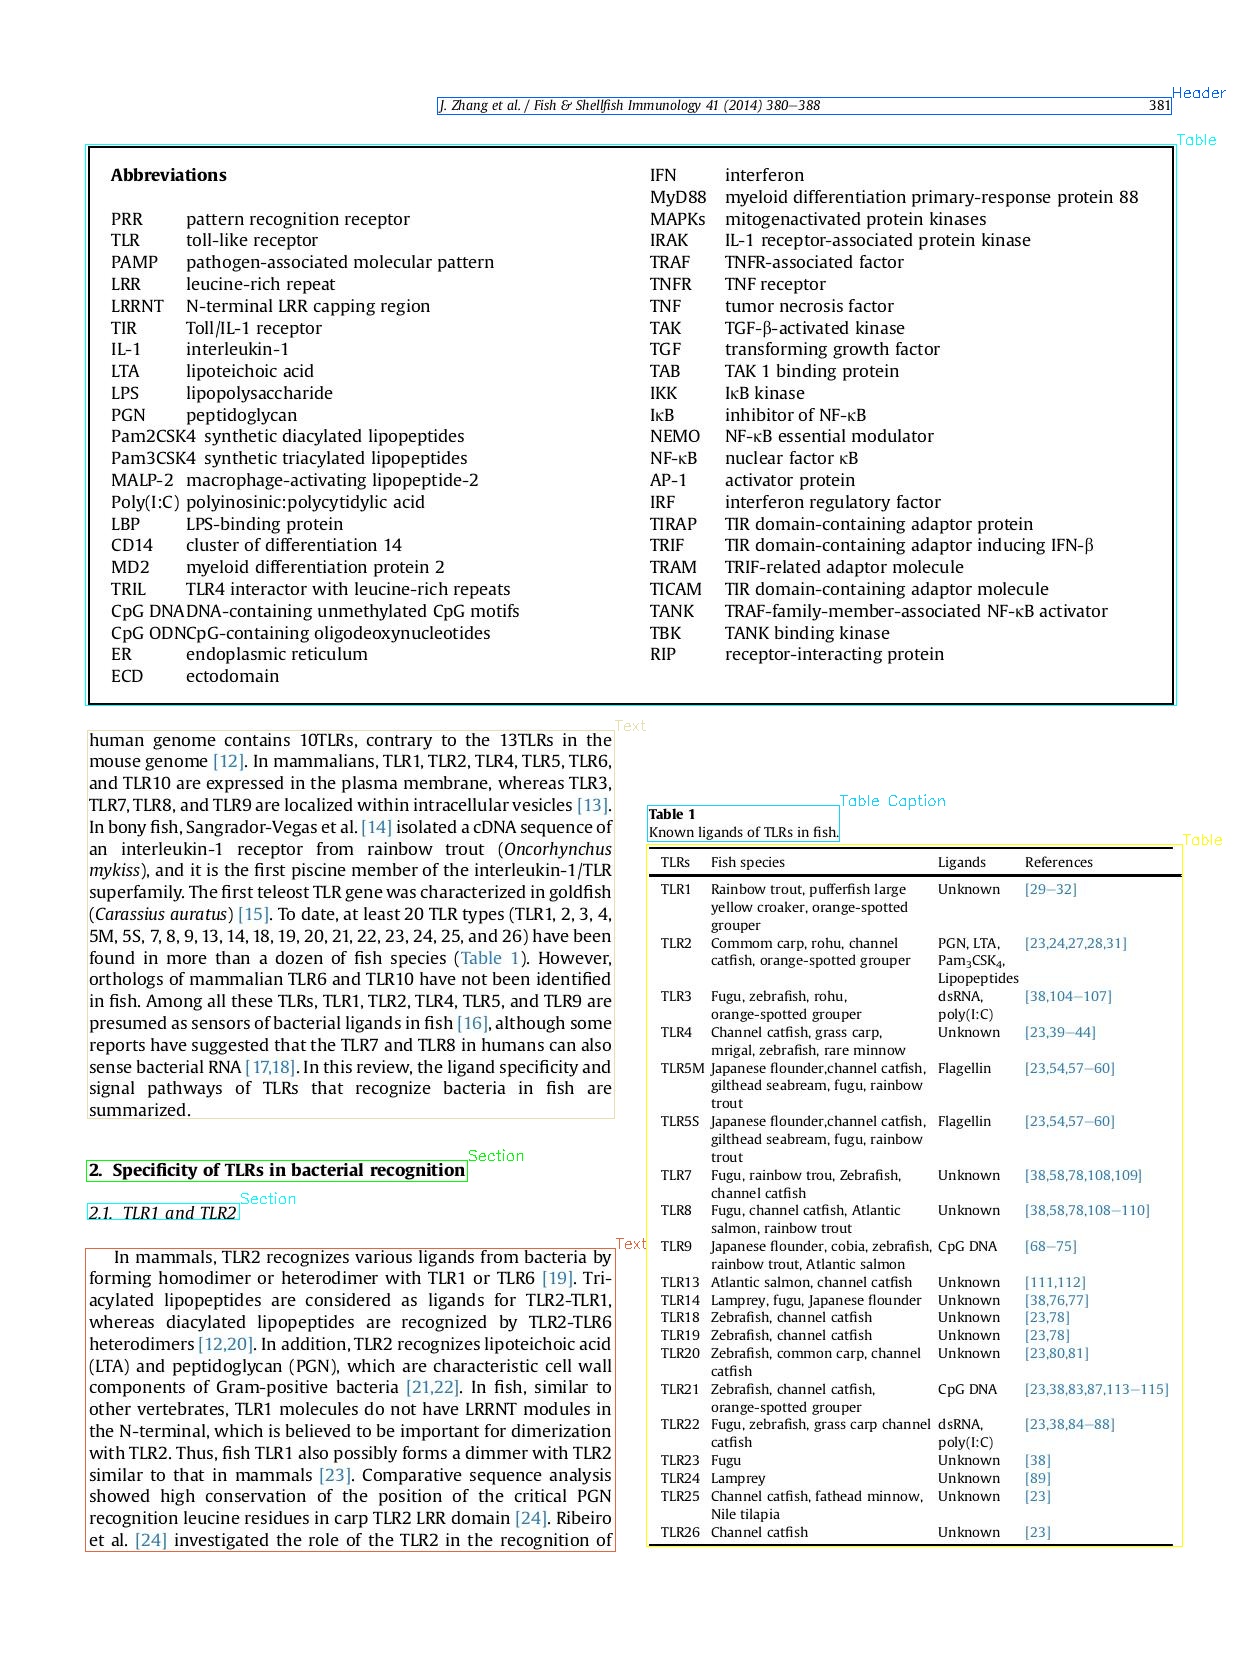 J. Zhang et al. / Fish & Shellfish Immunology 41 (2014) 380–388 381
Header
Table
Abbreviations
PRR pattern recognition receptor
TLR toll-like receptor
PAMP pathogen-associated molecular pattern
LRR leucine-rich repeat
LRRNT N-terminal LRR capping region
TIR Toll/IL-1 receptor
IL-1 interleukin-1
LTA lipoteichoic acid
LPS lipopolysaccharide
PGN peptidoglycan
Pam2CSK4 synthetic diacylated lipopeptides
Pam3CSK4 synthetic triacylated lipopeptides
MALP-2 macrophage-activating lipopeptide-2
Poly(I:C) polyinosinic:polycytidylic acid
LBP LPS-binding protein
CD14 cluster of differentiation 14
MD2 myeloid differentiation protein 2
TRIL TLR4 interactor with leucine-rich repeats
CpG DNA DNA-containing unmethylated CpG motifs
CpG ODN CpG-containing oligodeoxynucleotides
ER endoplasmic reticulum
ECD ectodomain
IFN interferon
MyD88 myeloid differentiation primary-response protein 88
MAPKs mitogenactivated protein kinases
IRAK IL-1 receptor-associated protein kinase
TRAF TNFR-associated factor
TNFR TNF receptor
TNF tumor necrosis factor
TAK TGF-β-activated kinase
TGF transforming growth factor
TAB TAK 1 binding protein
IKK IκB kinase
IκB inhibitor of NF-κB
NEMO NF-κB essential modulator
NF-κB nuclear factor κB
AP-1 activator protein
IRF interferon regulatory factor
TIRAP TIR domain-containing adaptor protein
TRIF TIR domain-containing adaptor inducing IFN-β
TRAM TRIF-related adaptor molecule
TICAM TIR domain-containing adaptor molecule
TANK TRAF-family-member-associated NF-κB activator
TBK TANK binding kinase
RIP receptor-interacting protein
Text
human genome contains 10TLRs, contrary to the 13TLRs in the
mouse genome [12]. In mammalians, TLR1, TLR2, TLR4, TLR5, TLR6,
and TLR10 are expressed in the plasma membrane, whereas TLR3,
TLR7, TLR8, and TLR9 are localized within intracellular vesicles [13].
In bony fish, Sangrador-Vegas et al. [14] isolated a cDNA sequence of
an interleukin-1 receptor from rainbow trout (Oncorhynchus
mykiss), and it is the first piscine member of the interleukin-1/TLR
superfamily. The first teleost TLR gene was characterized in goldfish
(Carassius auratus) [15]. To date, at least 20 TLR types (TLR1, 2, 3, 4,
5M, 5S, 7, 8, 9, 13, 14, 18, 19, 20, 21, 22, 23, 24, 25, and 26) have been
found in more than a dozen of fish species (Table 1). However,
orthologs of mammalian TLR6 and TLR10 have not been identified
in fish. Among all these TLRs, TLR1, TLR2, TLR4, TLR5, and TLR9 are
presumed as sensors of bacterial ligands in fish [16], although some
reports have suggested that the TLR7 and TLR8 in humans can also
sense bacterial RNA [17,18]. In this review, the ligand specificity and
signal pathways of TLRs that recognize bacteria in fish are
summarized.
Section
2. Specificity of TLRs in bacterial recognition
Section
2.1. TLR1 and TLR2
Text
In mammals, TLR2 recognizes various ligands from bacteria by
forming homodimer or heterodimer with TLR1 or TLR6 [19]. Tri-
acylated lipopeptides are considered as ligands for TLR2-TLR1,
whereas diacylated lipopeptides are recognized by TLR2-TLR6
heterodimers [12,20]. In addition, TLR2 recognizes lipoteichoic acid
(LTA) and peptidoglycan (PGN), which are characteristic cell wall
components of Gram-positive bacteria [21,22]. In fish, similar to
other vertebrates, TLR1 molecules do not have LRRNT modules in
the N-terminal, which is believed to be important for dimerization
with TLR2. Thus, fish TLR1 also possibly forms a dimmer with TLR2
similar to that in mammals [23]. Comparative sequence analysis
showed high conservation of the position of the critical PGN
recognition leucine residues in carp TLR2 LRR domain [24]. Ribeiro
et al. [24] investigated the role of the TLR2 in the recognition of
Table Caption
Table 1
Known ligands of TLRs in fish.
Table
TLRs Fish species Ligands References
TLR1 Rainbow trout, pufferfish large Unknown [29–32]
yellow croaker, orange-spotted
grouper
TLR2 Commom carp, rohu, channel PGN, LTA, [23,24,27,28,31]
catfish, orange-spotted grouper Pam3CSK4,
Lipopeptides
TLR3 Fugu, zebrafish, rohu, dsRNA, [38,104–107]
orange-spotted grouper poly(I:C)
TLR4 Channel catfish, grass carp, Unknown [23,39–44]
mrigal, zebrafish, rare minnow
TLR5M Japanese flounder,channel catfish, Flagellin [23,54,57–60]
gilthead seabream, fugu, rainbow
trout
TLR5S Japanese flounder,channel catfish, Flagellin [23,54,57–60]
gilthead seabream, fugu, rainbow
trout
TLR7 Fugu, rainbow trou, Zebrafish, Unknown [38,58,78,108,109]
channel catfish
TLR8 Fugu, channel catfish, Atlantic Unknown [38,58,78,108–110]
salmon, rainbow trout
TLR9 Japanese flounder, cobia, zebrafish, CpG DNA [68–75]
rainbow trout, Atlantic salmon
TLR13 Atlantic salmon, channel catfish Unknown [111,112]
TLR14 Lamprey, fugu, Japanese flounder Unknown [38,76,77]
TLR18 Zebrafish, channel catfish Unknown [23,78]
TLR19 Zebrafish, channel catfish Unknown [23,78]
TLR20 Zebrafish, common carp, channel Unknown [23,80,81]
catfish
TLR21 Zebrafish, channel catfish, CpG DNA [23,38,83,87,113–115]
orange-spotted grouper
TLR22 Fugu, zebrafish, grass carp channel dsRNA, [23,38,84–88]
catfish poly(I:C)
TLR23 Fugu Unknown [38]
TLR24 Lamprey Unknown [89]
TLR25 Channel catfish, fathead minnow, Unknown [23]
Nile tilapia
TLR26 Channel catfish Unknown [23]